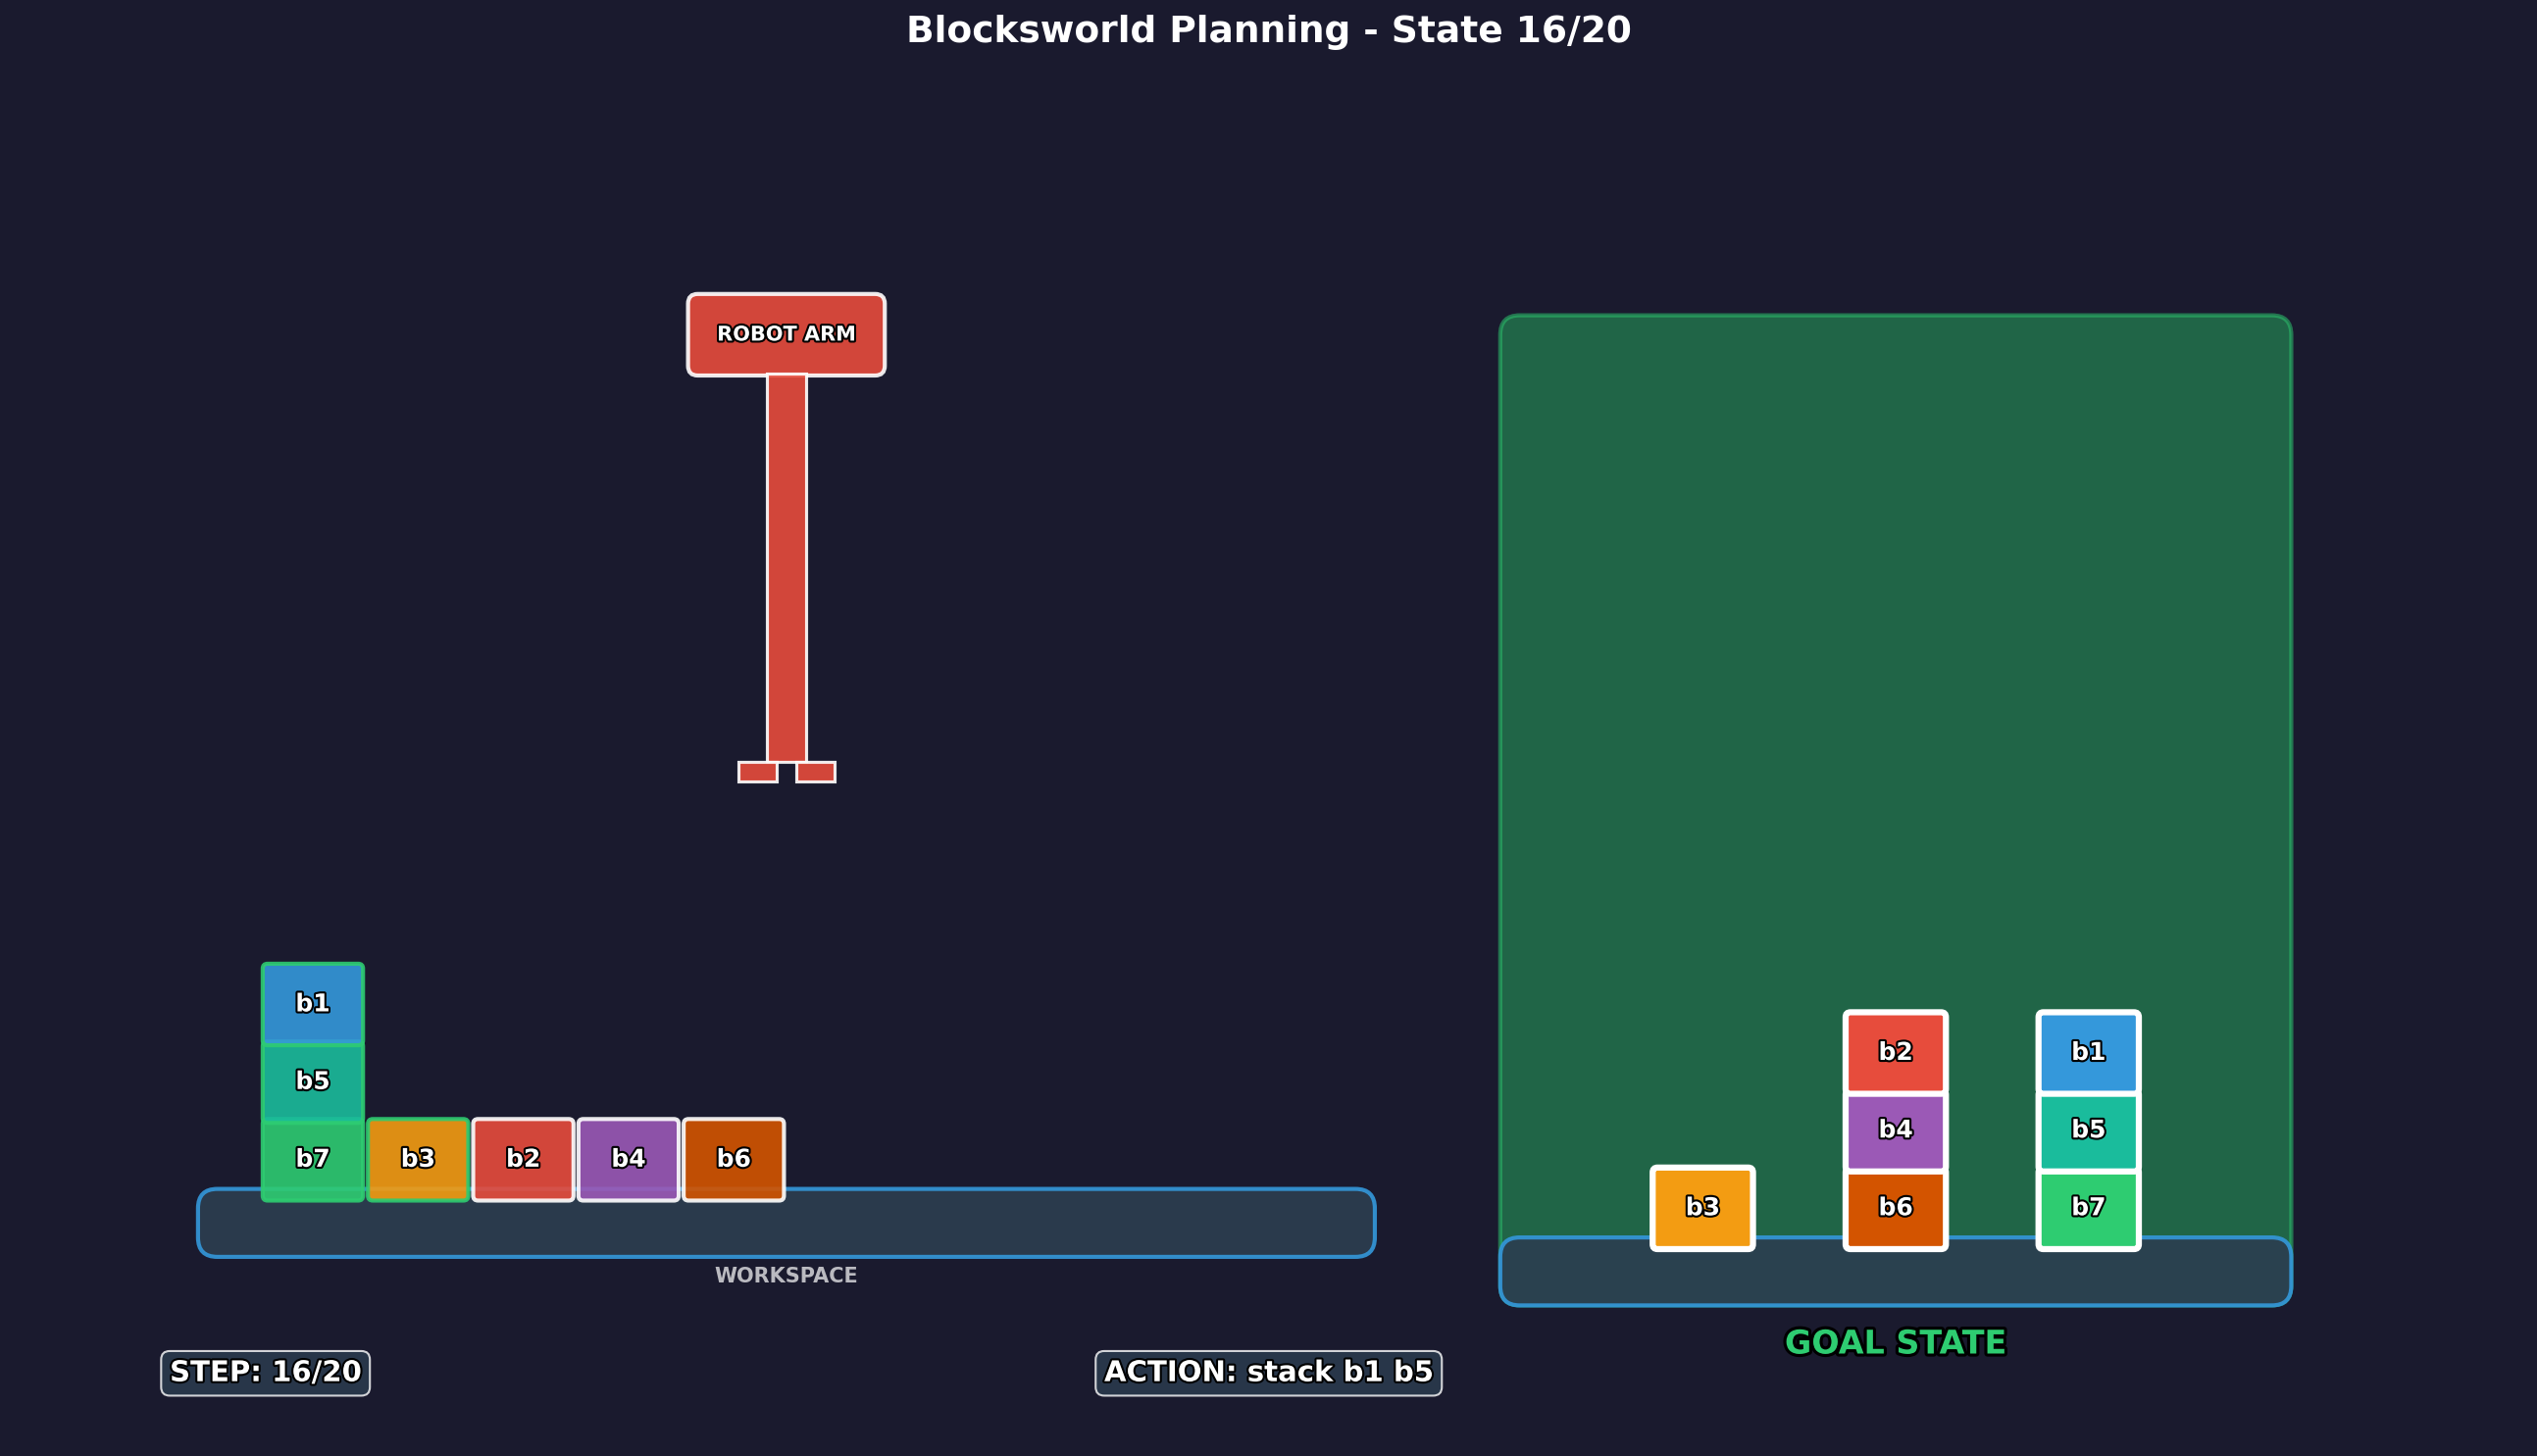 Blocksworld Planning - State 16/20
ROBOT ARM
b1
b5
b7 b3 b2 b4 b6
WORKSPACE
b2 b1
b4 b5
b3 b6 b7
GOAL STATE
STEP: 16/20
ACTION: stack b1 b5